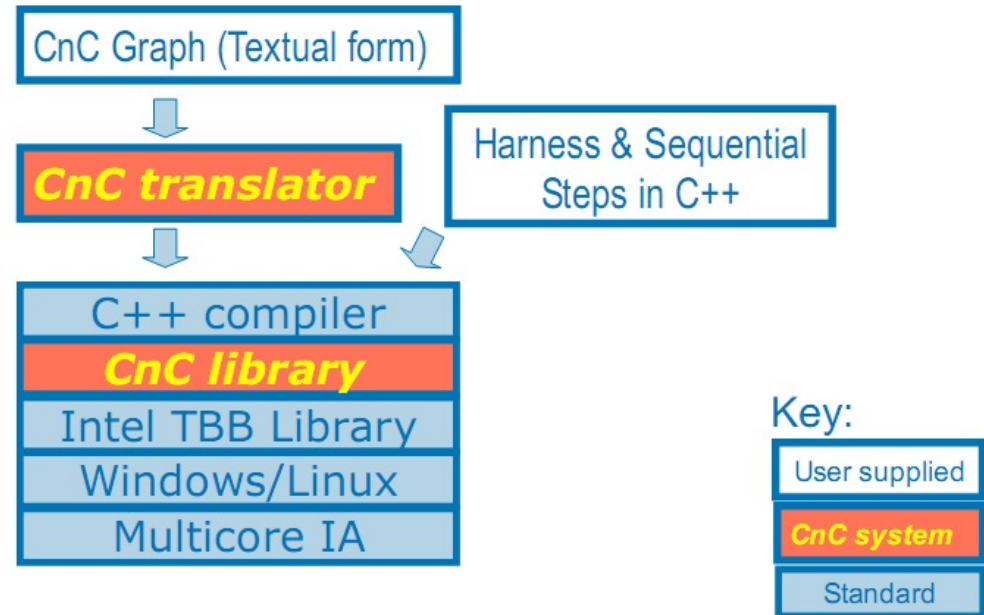 CnC Graph (Textual form)
CnC translator
Harness & Sequential
Steps in C++
C++ compiler
CnC library
Intel TBB Library
Windows/Linux
Multicore IA
Key:
User supplied
CnC system
Standard